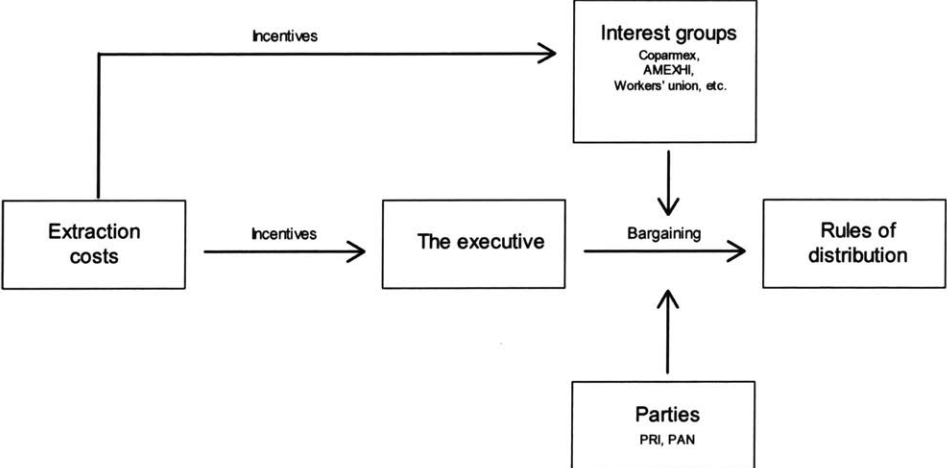 Incentives
Interest groups
Coparmex,
AMEXHI,
Workers' union, etc.
Extraction
costs
Incentives
The executive
Bargaining
Rules of
distribution
Parties
PRI, PAN